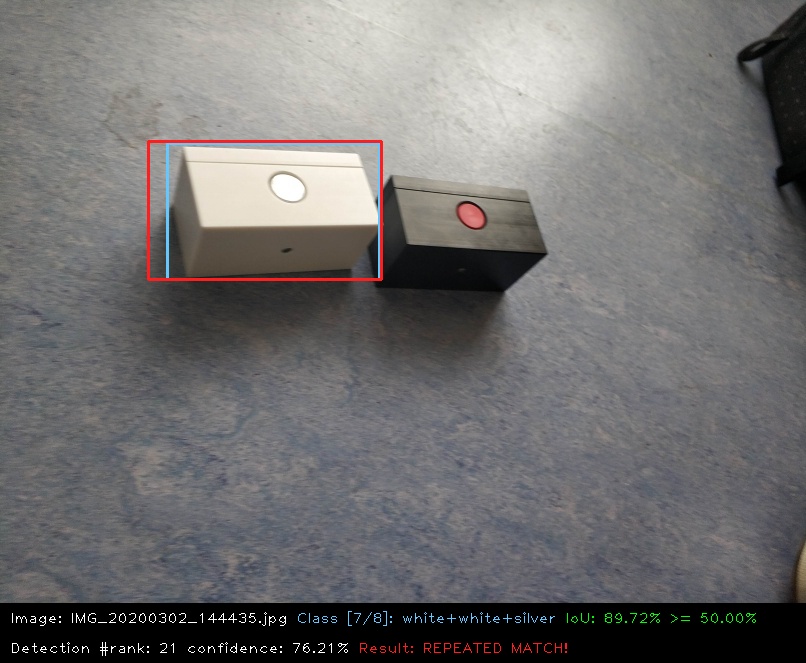 Image: IMG_20200302_144435.jpg Class [7/8]: white+white+silver IoU: 89.72% >= 50.00%
Detection #rank: 21 confidence: 76.21% Result: REPEATED MATCH!